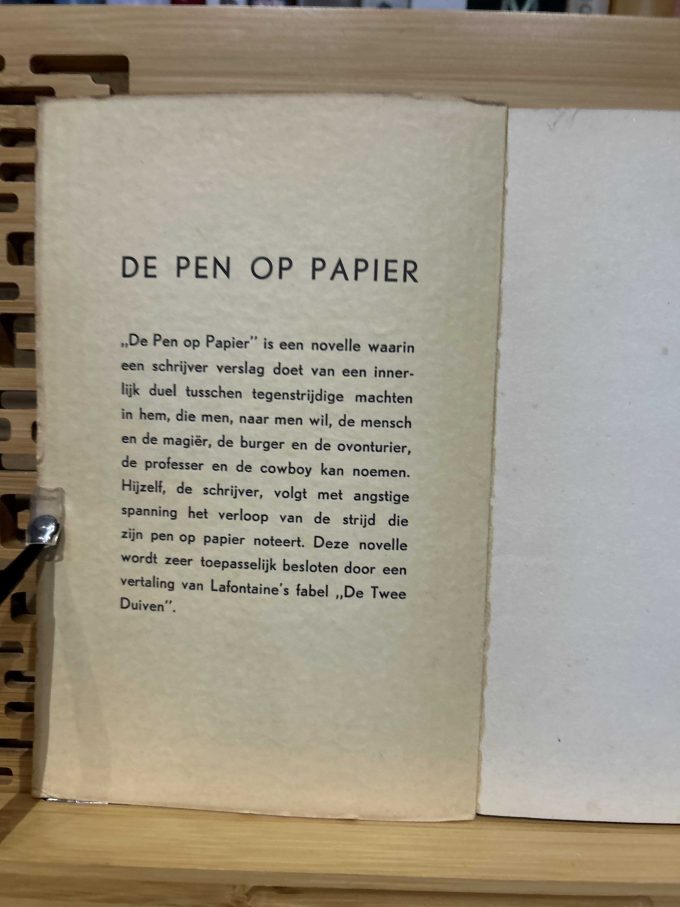 DE PEN OP PAPIER
„De Pen op Papier” is een novelle waarin
een schrijver verslag doet van een inner-
lijk duel tusschen tegenstrijdige machten
in hem, die men, naar men wil, de mensch
en de magiër, de burger en de ovonturier,
de professer en de cowboy kan noemen.
Hijzelf, de schrijver, volgt met angstige
spanning het verloop van de strijd die
zijn pen op papier noteert. Deze novelle
wordt zeer toepasselijk besloten door een
vertaling van Lafontaine's fabel „De Twee
Duiven”.